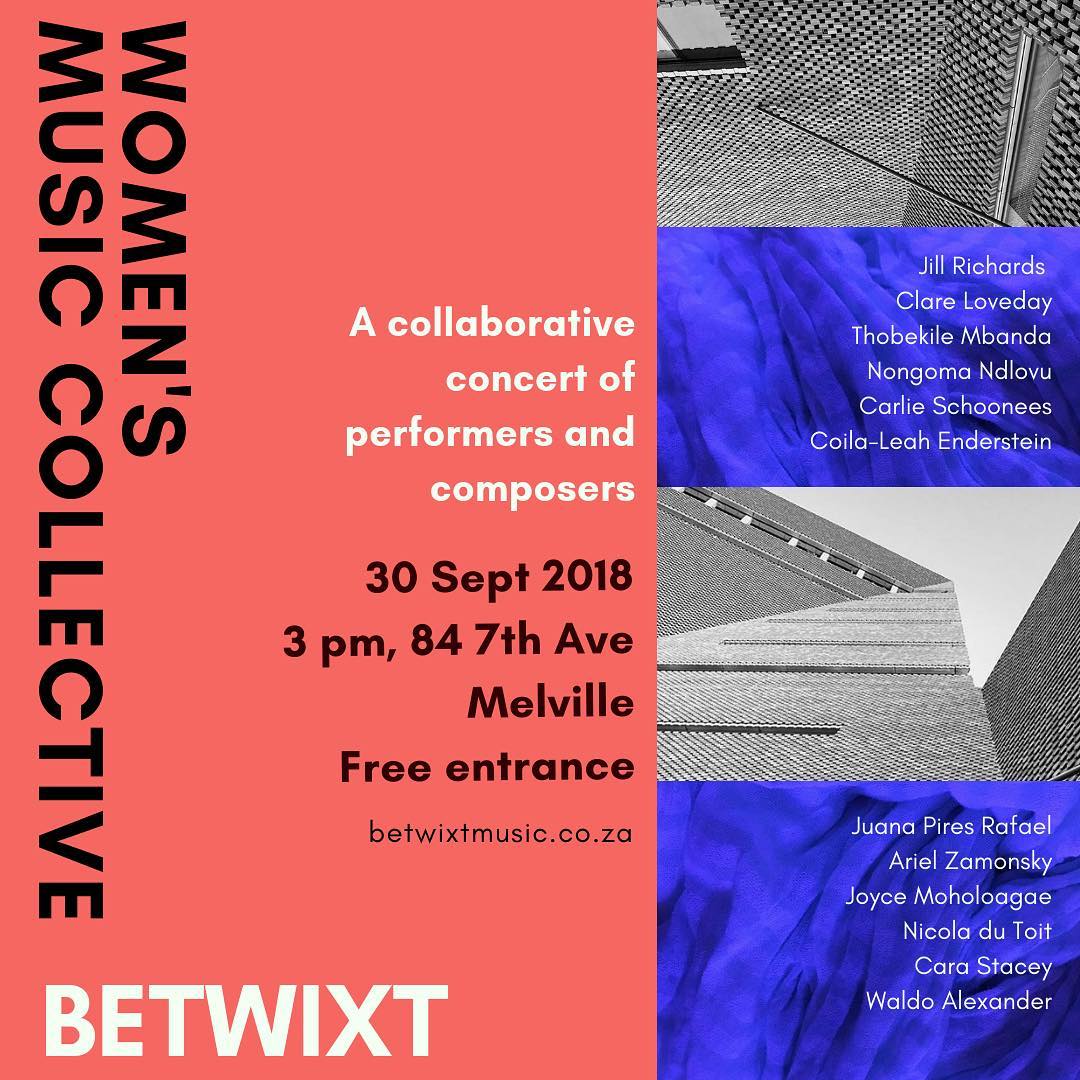 WOMEN'S
MUSIC COLLECTIVE
A collaborative
concert of
performers and
composers
30 Sept 2018
3 pm, 84 7th Ave
Melville
Free entrance
betwixtmusic.co.za
BETWIXT
Jill Richards
Clare Loveday
Thobekile Mbanda
Nongoma Ndlovu
Carlie Schoonees
Coila-Leah Enderstein
Juana Pires Rafael
Ariel Zamonsky
Joyce Moholoagae
Nicola du Toit
Cara Stacey
Waldo Alexander